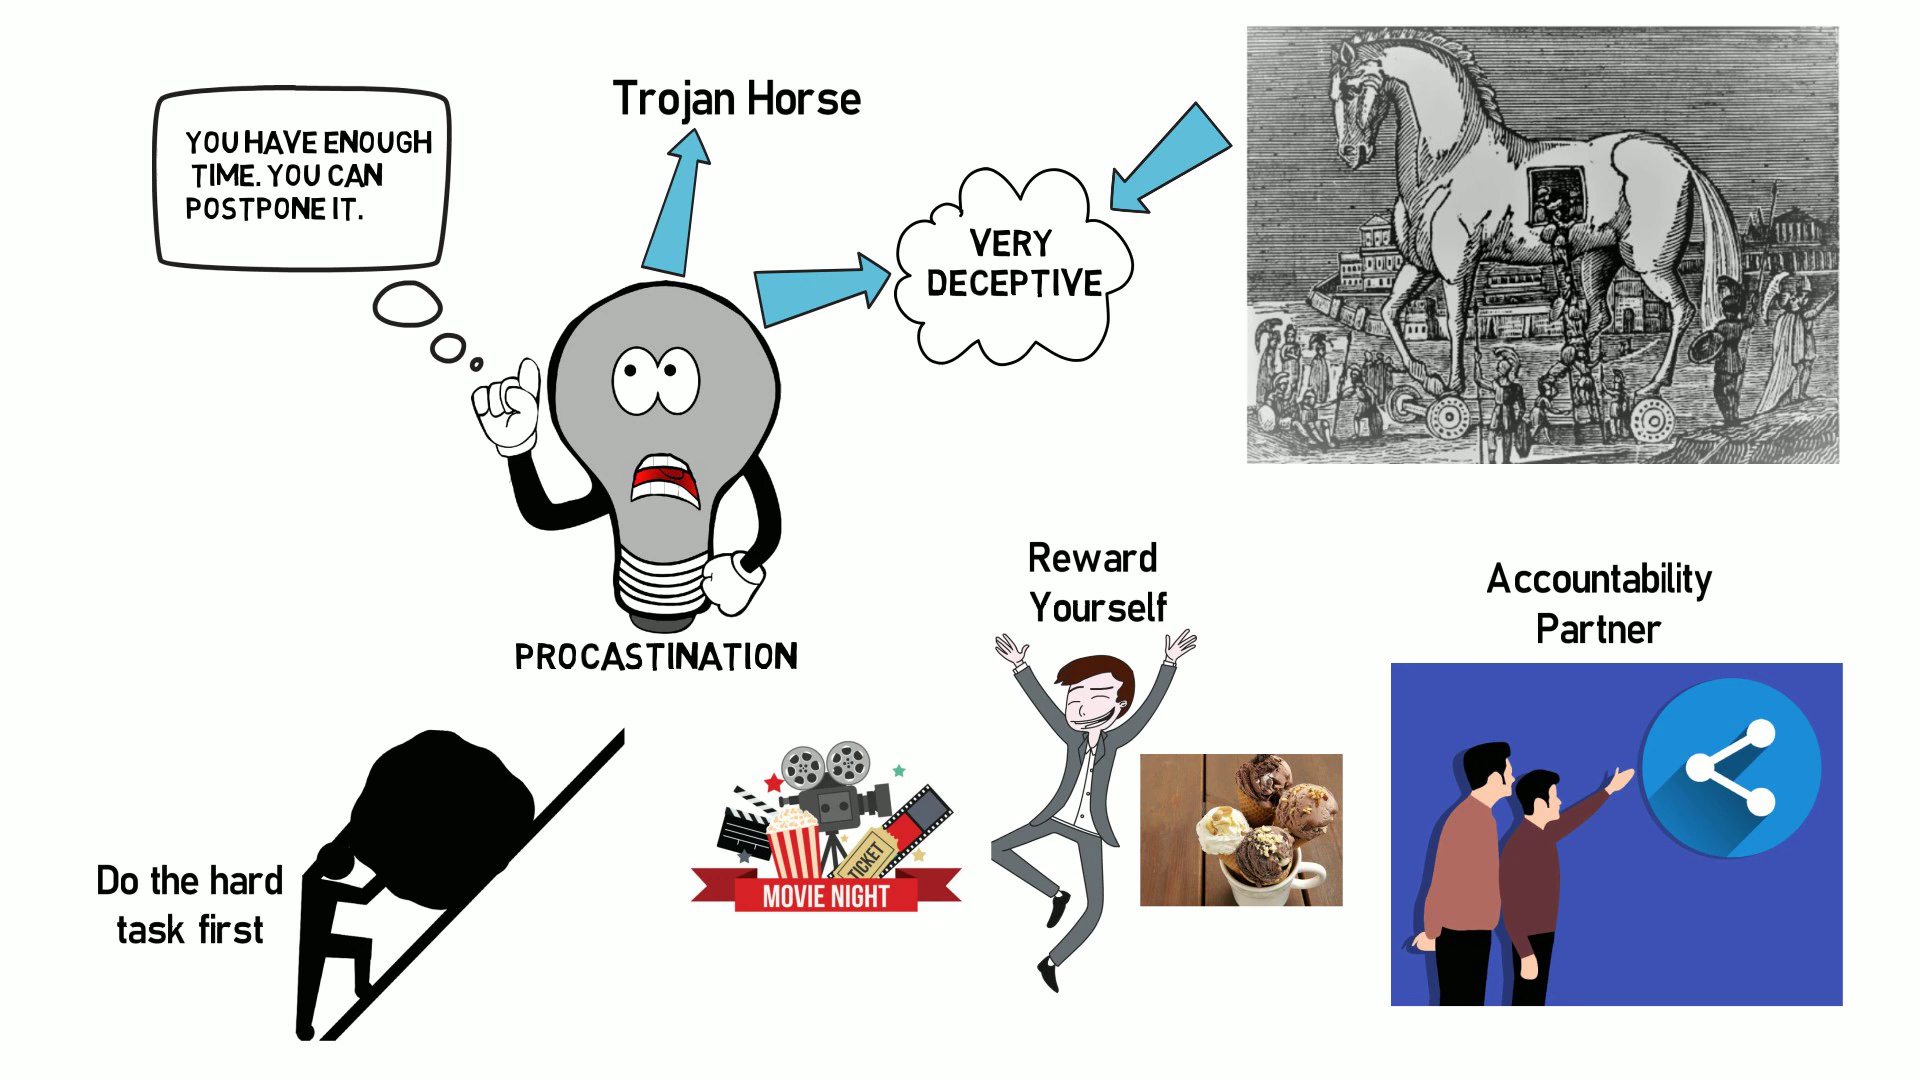 Trojan Horse
YOU HAVE ENOUGH
TIME. YOU CAN
POSTPONE IT.
VERY
DECEPTIVE
PROCASTINATION
Reward
Yourself
Accountability
Partner
Do the hard
task first
TICKET
MOVIE NIGHT